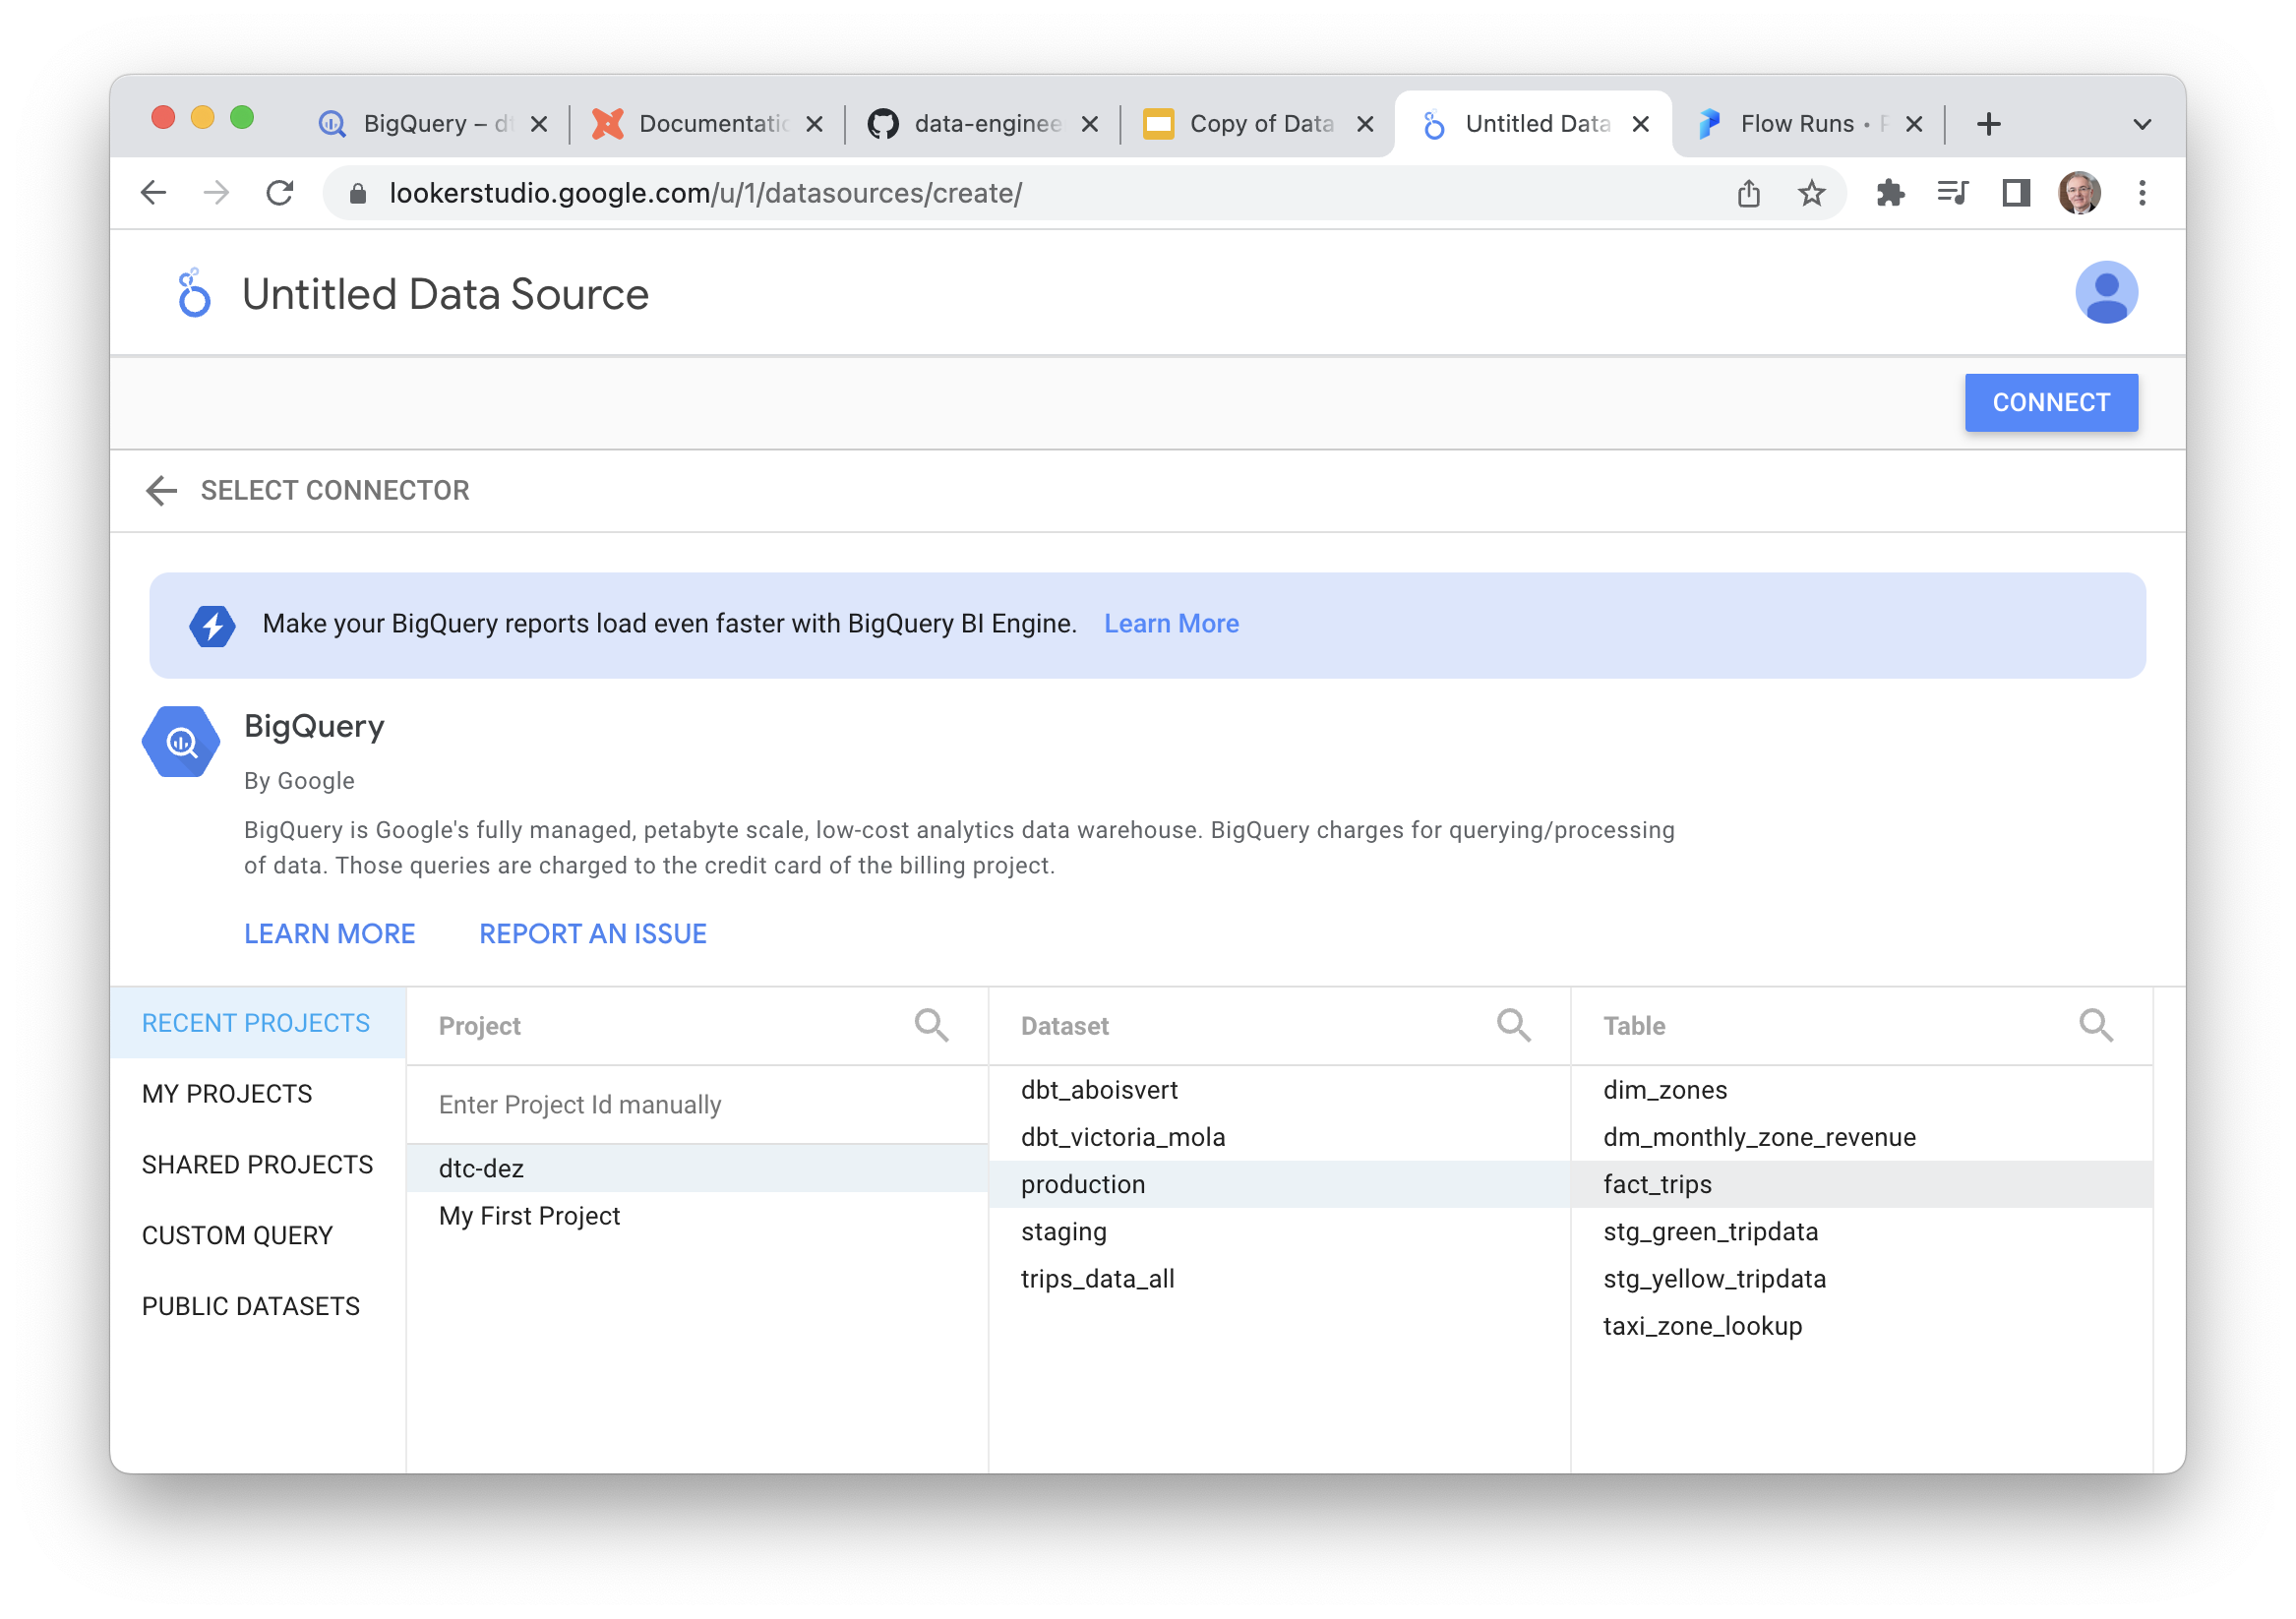 BigQuery – dt
Documentatic
data-enginee
Copy of Data
Untitled Data
Flow Runs •
lookerstudio.google.com/u/1/datasources/create/
Untitled Data Source
CONNECT
SELECT CONNECTOR
Make your BigQuery reports load even faster with BigQuery BI Engine. Learn More
BigQuery
By Google
BigQuery is Google's fully managed, petabyte scale, low-cost analytics data warehouse. BigQuery charges for querying/processing
of data. Those queries are charged to the credit card of the billing project.
LEARN MORE REPORT AN ISSUE
RECENT PROJECTS
MY PROJECTS
SHARED PROJECTS
CUSTOM QUERY
PUBLIC DATASETS
Project
Enter Project Id manually
dtc-dez
My First Project
Dataset
dbt_aboisvert
dbt_victoria_mola
production
staging
trips_data_all
Table
dim_zones
dm_monthly_zone_revenue
fact_trips
stg_green_tripdata
stg_yellow_tripdata
taxi_zone_lookup